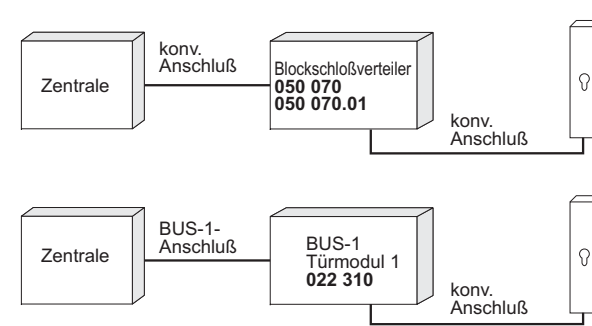 Zentrale
konv.
Anschluß
Blockschloßverteiler
050 070
050 070.01
konv.
Anschluß
Zentrale
BUS-1-
Anschluß
BUS-1
Türmodul 1
022 310
konv.
Anschluß